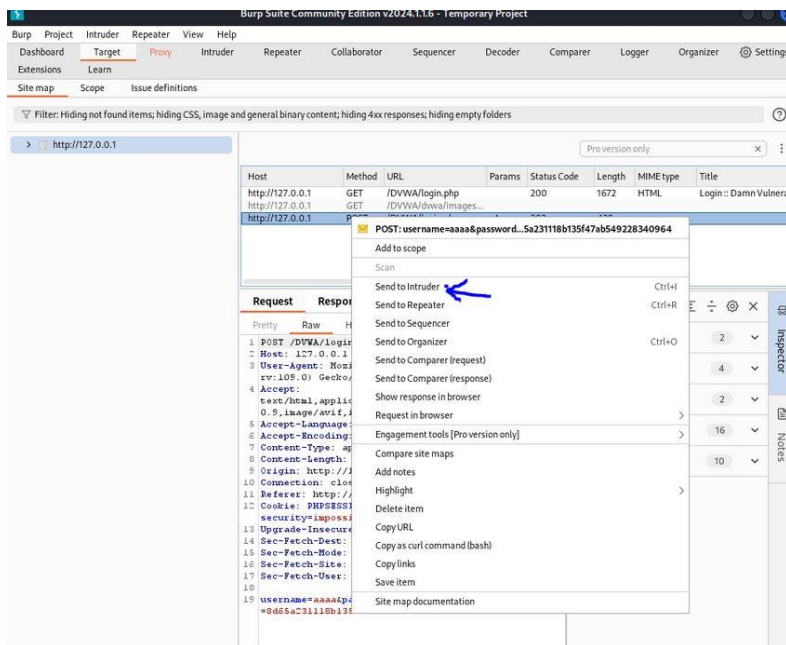 Burp Suite Community Edition v2024.1.1.6 - Temporary Project
Burp Project Intruder Repeater View Help
Dashboard Target Proxy Intruder Repeater Collaborator Sequencer Decoder Comparer Logger Organizer Settings
Extensions Learn
Site map Scope Issue definitions
Filter: Hiding not found items; hiding CSS, image and general binary content; hiding 4xx responses; hiding empty folders
http://127.0.0.1
Pro version only
Host Method URL Params Status Code Length MIME type Title
http://127.0.0.1 GET /DVWA/login.php 200 1672 HTML Login :: Damn Vulnera
http://127.0.0.1 GET /DVWA/dvwa/images...
http://127.0.0.1
POST: username=aaaa&password...5a231118b135f47ab549228340964
Add to scope
Scan
Send to Intruder Ctrl+I
Send to Repeater Ctrl+R
Send to Sequencer
Send to Organizer Ctrl+O
Send to Comparer (request)
Send to Comparer (response)
Show response in browser
Request in browser
Engagement tools [Pro version only]
Compare site maps
Add notes
Highlight
Delete item
Copy URL
Copy as curl command (bash)
Copy links
Save item
Site map documentation
Request Respon
Pretty Raw H
1 POST /DVWA/login
2 Host: 127.0.0.1
3 User-Agent: Mozi
rv:109.0) Gecko/
4 Accept:
text/html,applic
0.9,image/avif,i
5 Accept-Language:
6 Accept-Encoding:
7 Content-Type: ap
8 Content-Length:
9 Origin: http://1
10 Connection: clos
11 Referer: http://
12 Cookie: PHPSESSI
security=impossi
13 Upgrade-Insecure
14 Sec-Fetch-Dest:
15 Sec-Fetch-Mode:
16 Sec-Fetch-Site:
17 Sec-Fetch-User:
18
19 username=aaaa&pa
=8d65a231118b135
2
4
2
16
10
Inspector
Notes